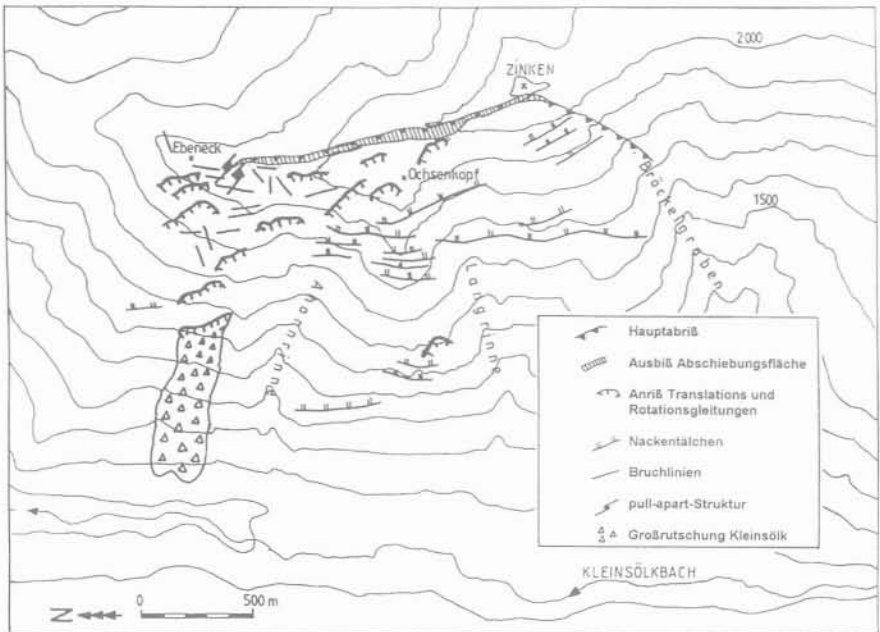 2000
ZINKEN
Ebeneck
Ochsenkopf
Bröckengraben
1500
Ahornrinne
Langrinne
Hauptabriß
Ausbiß Abschiebungsfläche
Anriß Translations und
Rotationsgleitungen
Nackentälchen
Bruchlinien
pull-apart-Struktur
Großrutschung Kleinsölk
KLEINSÖLKBACH
N
0
500 m